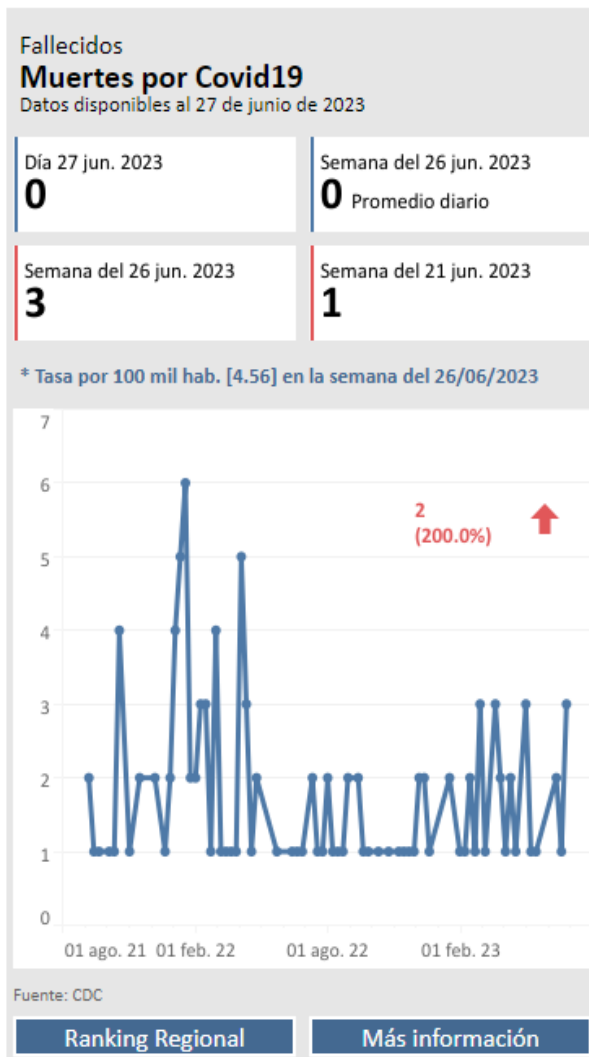 Fallecidos
Muertes por Covid19
Datos disponibles al 27 de junio de 2023
Día 27 jun. 2023
0
Semana del 26 jun. 2023
0 Promedio diario
Semana del 26 jun. 2023
3
Semana del 21 jun. 2023
1
* Tasa por 100 mil hab. [4.56] en la semana del 26/06/2023
7
6
5
4
3
2
1
0
2
(200.0%)
01 ago. 21 01 feb. 22 01 ago. 22 01 feb. 23
Fuente: CDC
Ranking Regional
Más información